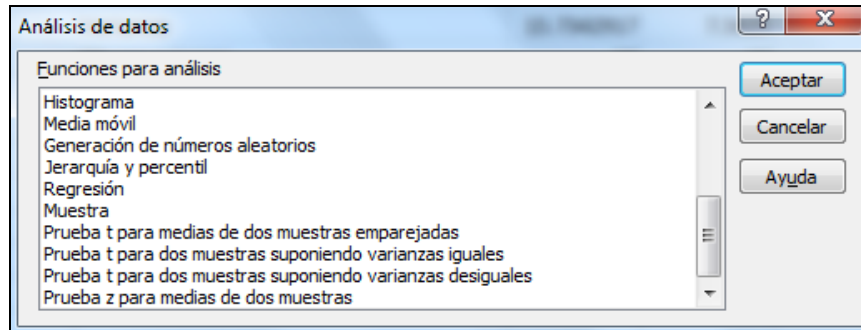 Análisis de datos
Funciones para análisis
Histograma
Media móvil
Generación de números aleatorios
Jerarquía y percentil
Regresión
Muestra
Prueba t para medias de dos muestras emparejadas
Prueba t para dos muestras suponiendo varianzas iguales
Prueba t para dos muestras suponiendo varianzas desiguales
Prueba z para medias de dos muestras
Aceptar
Cancelar
Ayuda